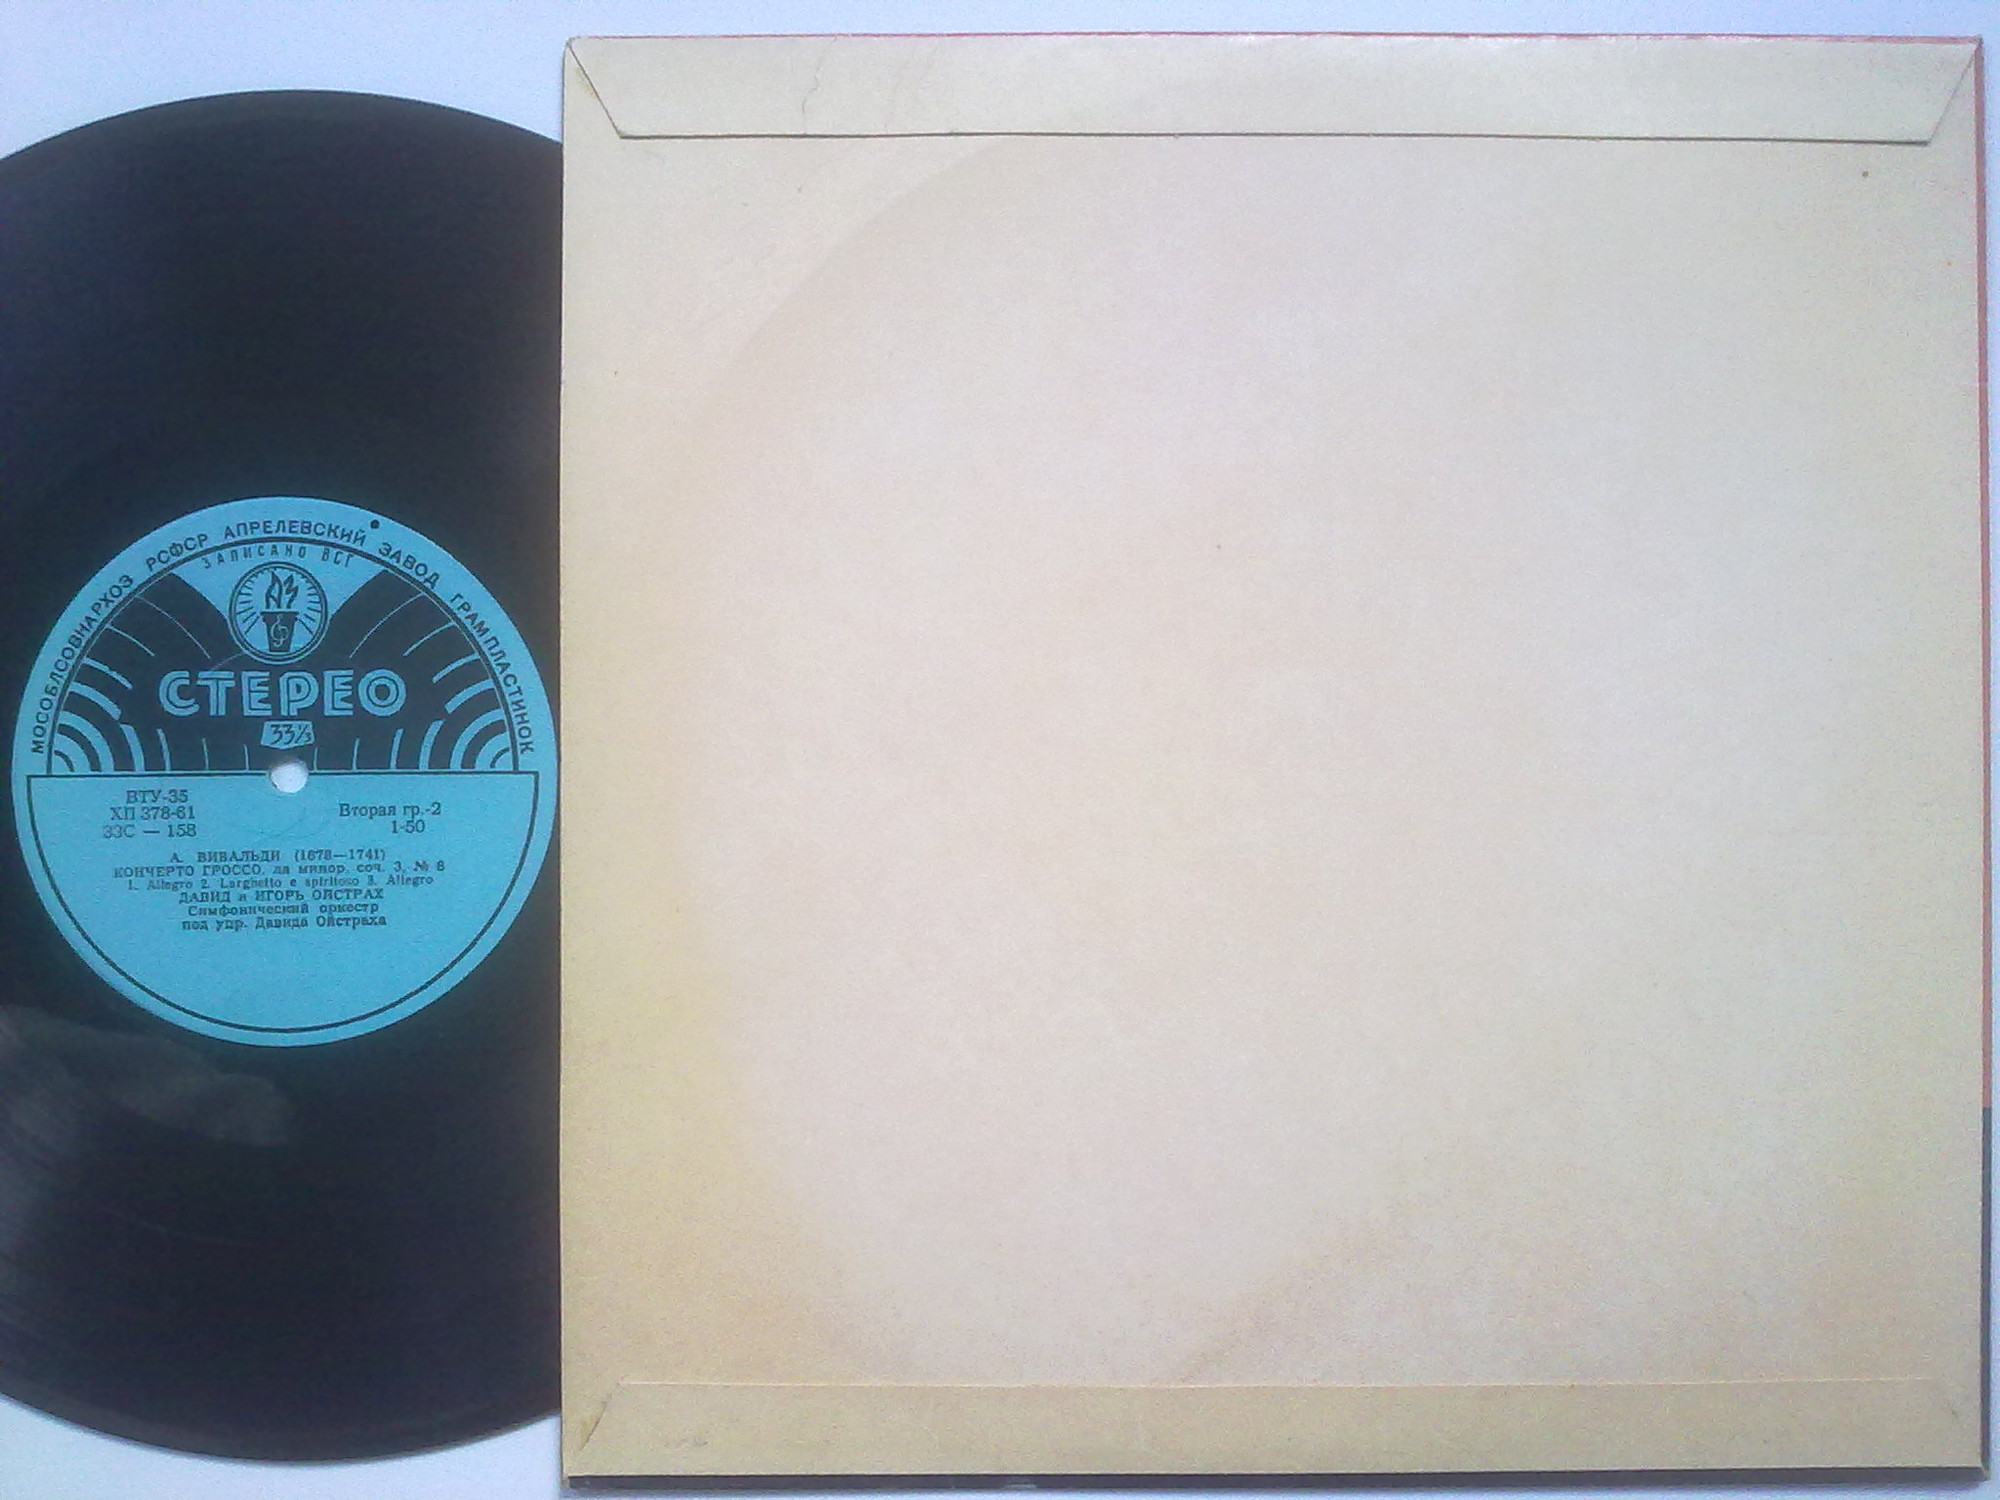 МОСОБЛСОВНАРХОЗ РСФСР АПРЕЛЕВСКИЙ ЗАВОД ГРАМПЛАСТИНОК
ЗАПИСАНО ВСГ
АЗ
СТЕРЕО
33⅓
ВТУ-35
ХП 378-61
33С — 158
Вторая гр.-2
1-50
А. ВИВАЛЬДИ (1678—1741)
КОНЧЕРТО ГРОССО, ля минор, соч. 3, № 8
1. Allegro 2. Larghetto e spiritoso 3. Allegro
ДАВИД и ИГОРЬ ОЙСТРАХ
Симфонический оркестр
под упр. Давида Ойстраха